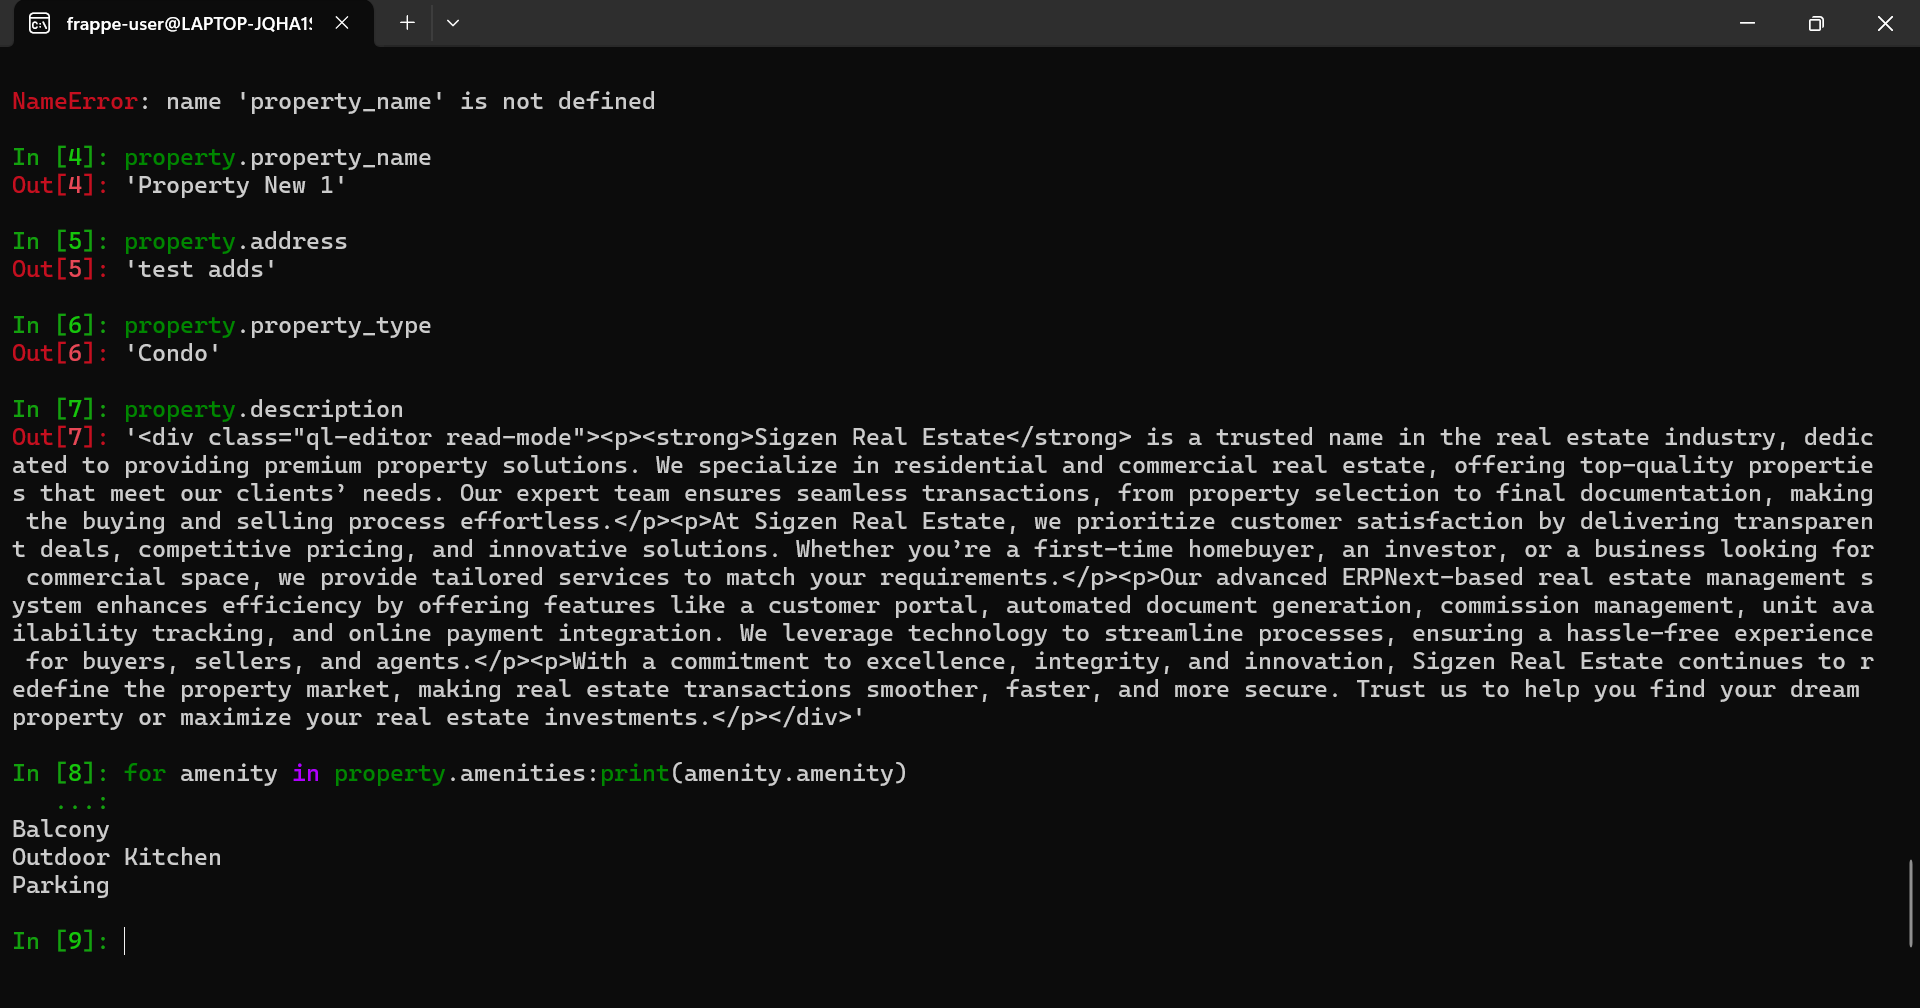 frappe-user@LAPTOP-JQHA1
NameError: name 'property_name' is not defined
In [4]: property.property_name
Out[4]: 'Property New 1'
In [5]: property.address
Out[5]: 'test adds'
In [6]: property.property_type
Out[6]: 'Condo'
In [7]: property.description
Out[7]: '<div class="ql-editor read-mode"><p><strong>Sigzen Real Estate</strong> is a trusted name in the real estate industry, dedic
ated to providing premium property solutions. We specialize in residential and commercial real estate, offering top-quality propertie
s that meet our clients’ needs. Our expert team ensures seamless transactions, from property selection to final documentation, making
 the buying and selling process effortless.</p><p>At Sigzen Real Estate, we prioritize customer satisfaction by delivering transparen
t deals, competitive pricing, and innovative solutions. Whether you’re a first-time homebuyer, an investor, or a business looking for
 commercial space, we provide tailored services to match your requirements.</p><p>Our advanced ERPNext-based real estate management s
ystem enhances efficiency by offering features like a customer portal, automated document generation, commission management, unit ava
ilability tracking, and online payment integration. We leverage technology to streamline processes, ensuring a hassle-free experience
 for buyers, sellers, and agents.</p><p>With a commitment to excellence, integrity, and innovation, Sigzen Real Estate continues to r
edefine the property market, making real estate transactions smoother, faster, and more secure. Trust us to help you find your dream
property or maximize your real estate investments.</p></div>'
In [8]: for amenity in property.amenities:print(amenity.amenity)
   ...:
Balcony
Outdoor Kitchen
Parking
In [9]: